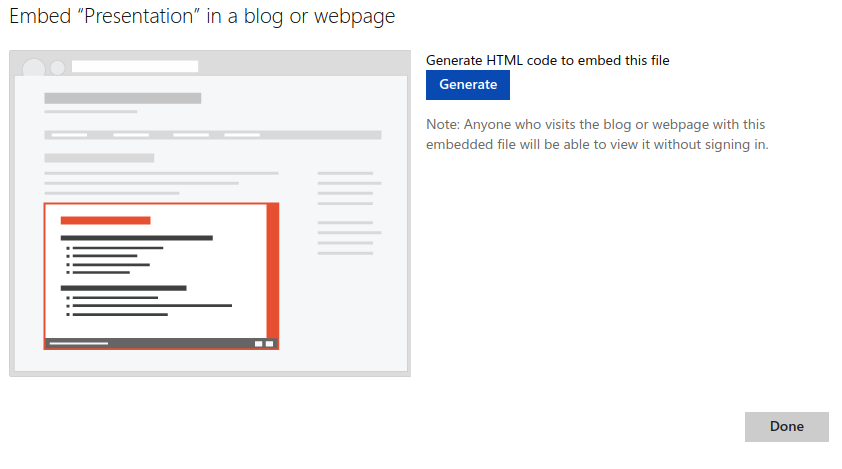 Embed “Presentation” in a blog or webpage
Generate HTML code to embed this file
Generate
Note: Anyone who visits the blog or webpage with this
embedded file will be able to view it without signing in.
Done